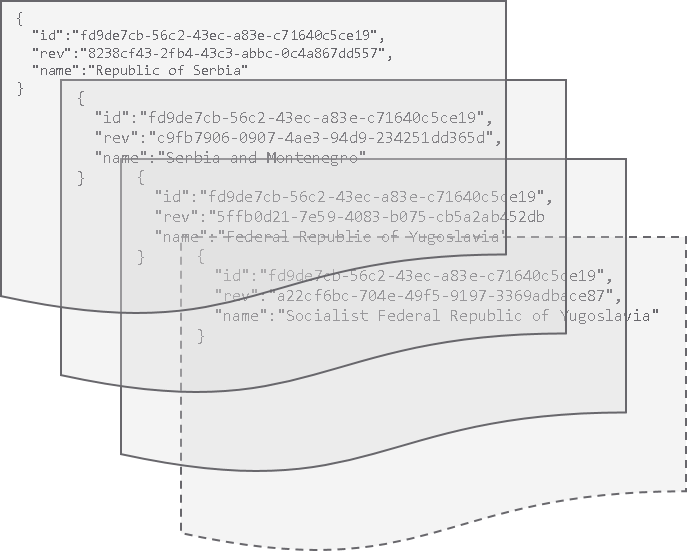 {
"id":"fd9de7cb-56c2-43ec-a83e-c71640c5ce19",
"rev":"8238cf43-2fb4-43c3-abbc-0c4a867dd557",
"name":"Republic of Serbia"
}
{
"id":"fd9de7cb-56c2-43ec-a83e-c71640c5ce19",
"rev":"c9fb7906-0907-4ae3-94d9-234251dd365d",
"name":"Serbia and Montenegro"
}
{
"id":"fd9de7cb-56c2-43ec-a83e-c71640c5ce19",
"rev":"5ffb0d21-7e59-4083-b075-cb5a2ab452db
"name":"Federal Republic of Yugoslavia"
}
{
"id":"fd9de7cb-56c2-43ec-a83e-c71640c5ce19",
"rev":"a22cf6bc-704e-49f5-9197-3369adbace87",
"name":"Socialist Federal Republic of Yugoslavia"
}